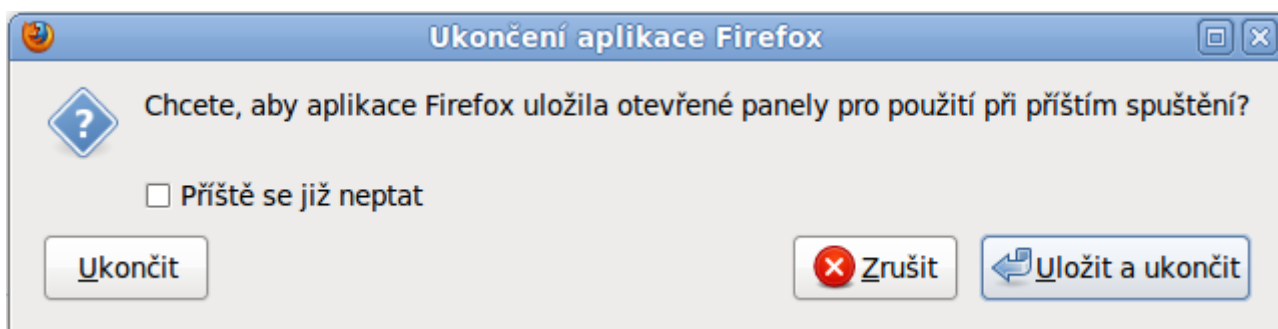 Ukončení aplikace Firefox
Chcete, aby aplikace Firefox uložila otevřené panely pro použití při příštím spuštění?
Příště se již neptat
Ukončit Zrušit Uložit a ukončit